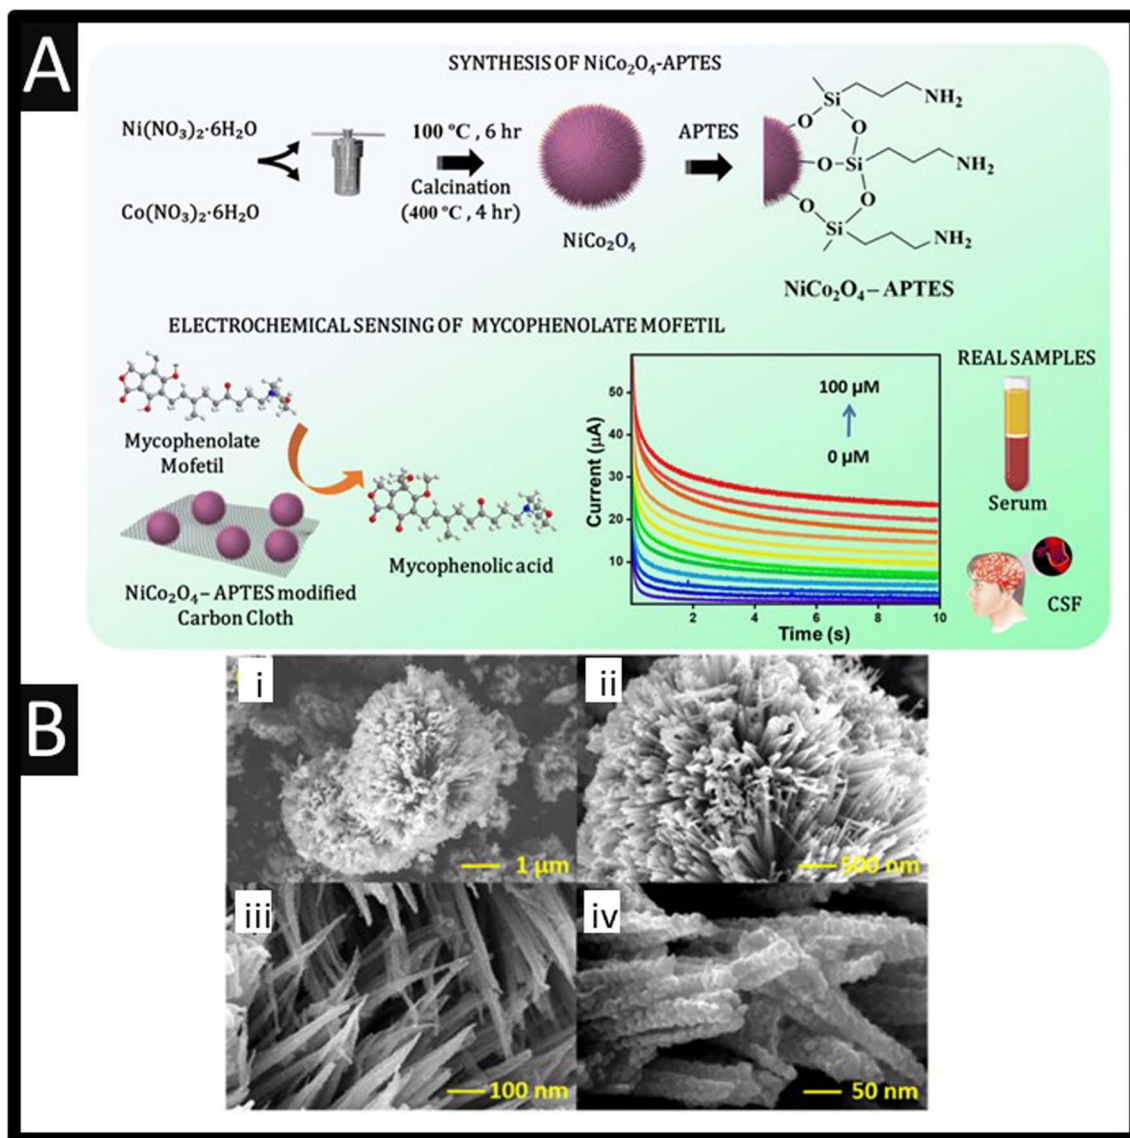 A
SYNTHESIS OF NiCo₂O₄-APTES
Ni(NO₃)₂·6H₂O
Co(NO₃)₂·6H₂O
100 °C , 6 hr
Calcination
(400 °C , 4 hr)
NiCo₂O₄
APTES
Si
NH₂
O
O
O
Si
NH₂
O
O
Si
NH₂
NiCo₂O₄ – APTES
ELECTROCHEMICAL SENSING OF MYCOPHENOLATE MOFETIL
Mycophenolate
Mofetil
NiCo₂O₄ – APTES modified
Carbon Cloth
Mycophenolic acid
Current (µA)
50
40
30
20
10
100 µM
0 µM
2
4
6
8
10
Time (s)
REAL SAMPLES
Serum
CSF
B
i
1 µm
ii
500 nm
iii
100 nm
iv
50 nm